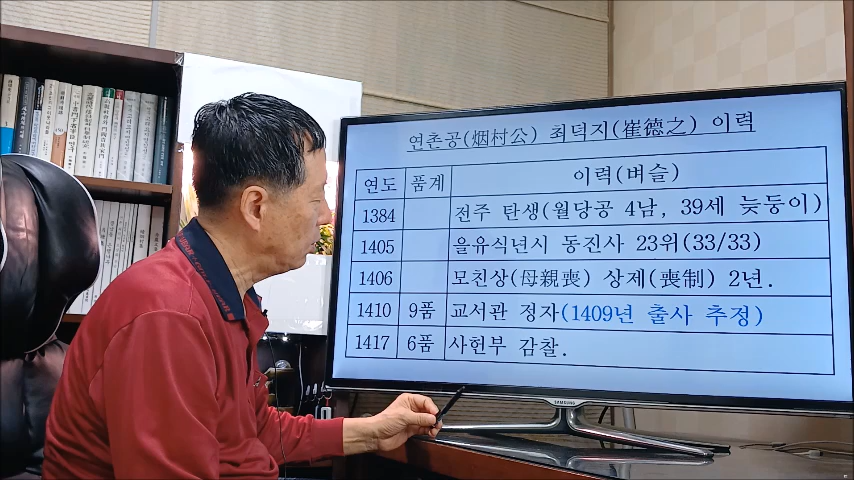 연촌공(烟村公) 최덕지(崔德之) 이력
연도 품계 이력(벼슬)
1384 전주 탄생(월당공 4남, 39세 늦둥이)
1405 을유식년시 동진사 23위(33/33)
1406 모친상(母親喪) 상제(喪制) 2년.
1410 9품 교서관 정자(1409년 출사 추정)
1417 6품 사헌부 감찰.
SAMSUNG